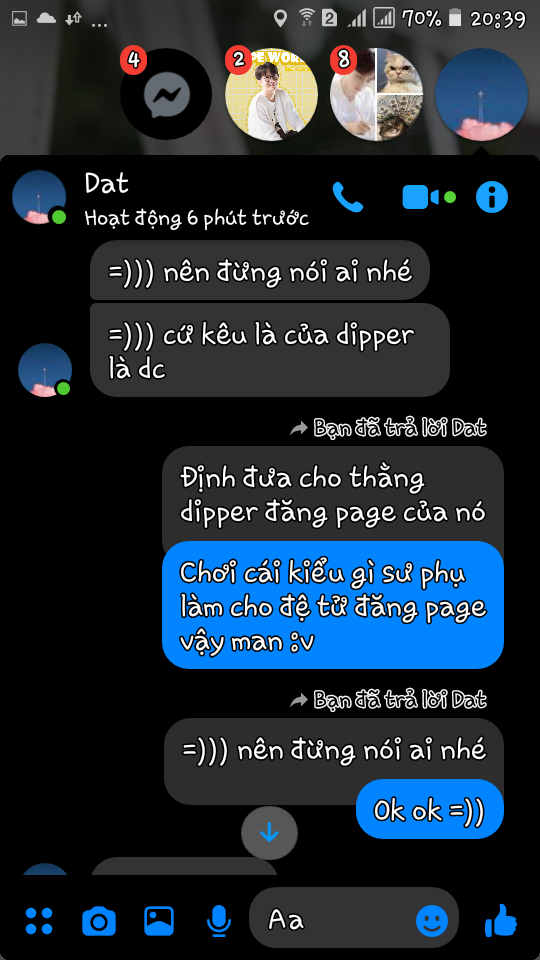 70% 20:39
4
2
8
PE.WOR
Dat
Hoạt động 6 phút trước
=))) nên đừng nói ai nhé
=))) cứ kêu là của dipper
là dc
Bạn đã trả lời Dat
Định đưa cho thằng
dipper đăng page của nó
Chơi cái kiểu gì sư phụ
làm cho đệ tử đăng page
vậy man :v
Bạn đã trả lời Dat
=))) nên đừng nói ai nhé
Ok ok =))
Aa